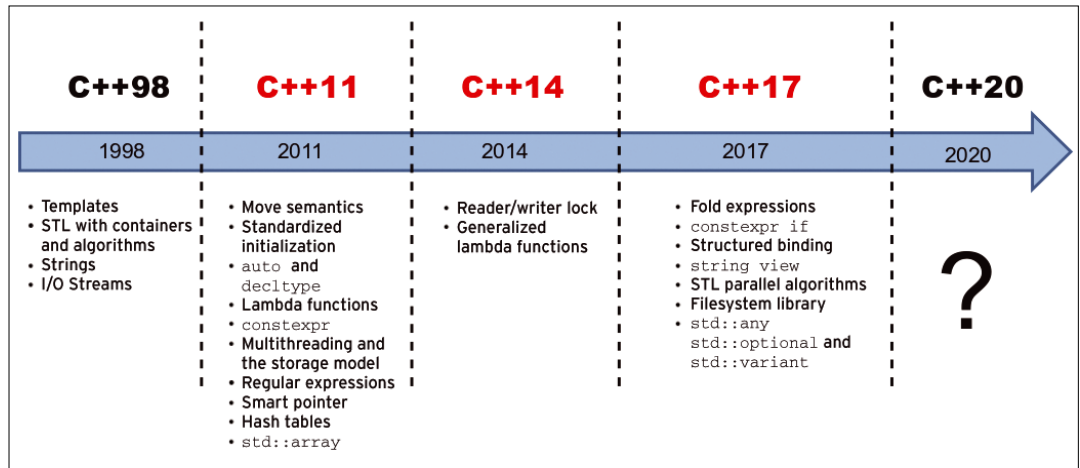 C++98
C++11
C++14
C++17
C++20
1998
2011
2014
2017
2020
• Templates
• STL with containers
and algorithms
• Strings
• I/O Streams
• Move semantics
• Standardized
initialization
• auto and
decltype
• Lambda functions
• constexpr
• Multithreading and
the storage model
• Regular expressions
• Smart pointer
• Hash tables
• std::array
• Reader/writer lock
• Generalized
lambda functions
• Fold expressions
• constexpr if
• Structured binding
• string view
• STL parallel algorithms
• Filesystem library
• std::any
std::optional and
std::variant
?